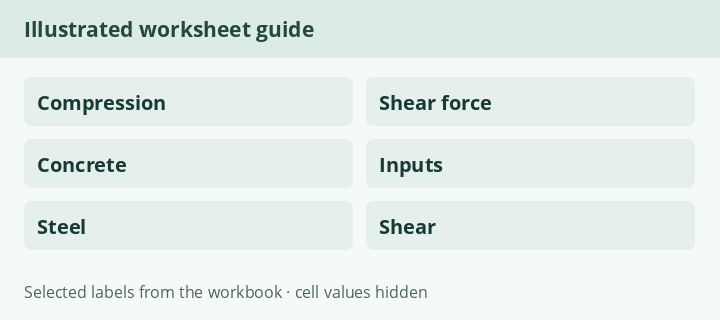 Illustrated worksheet guide
Compression
Shear force
Concrete
Inputs
Steel
Shear
Selected labels from the workbook · cell values hidden